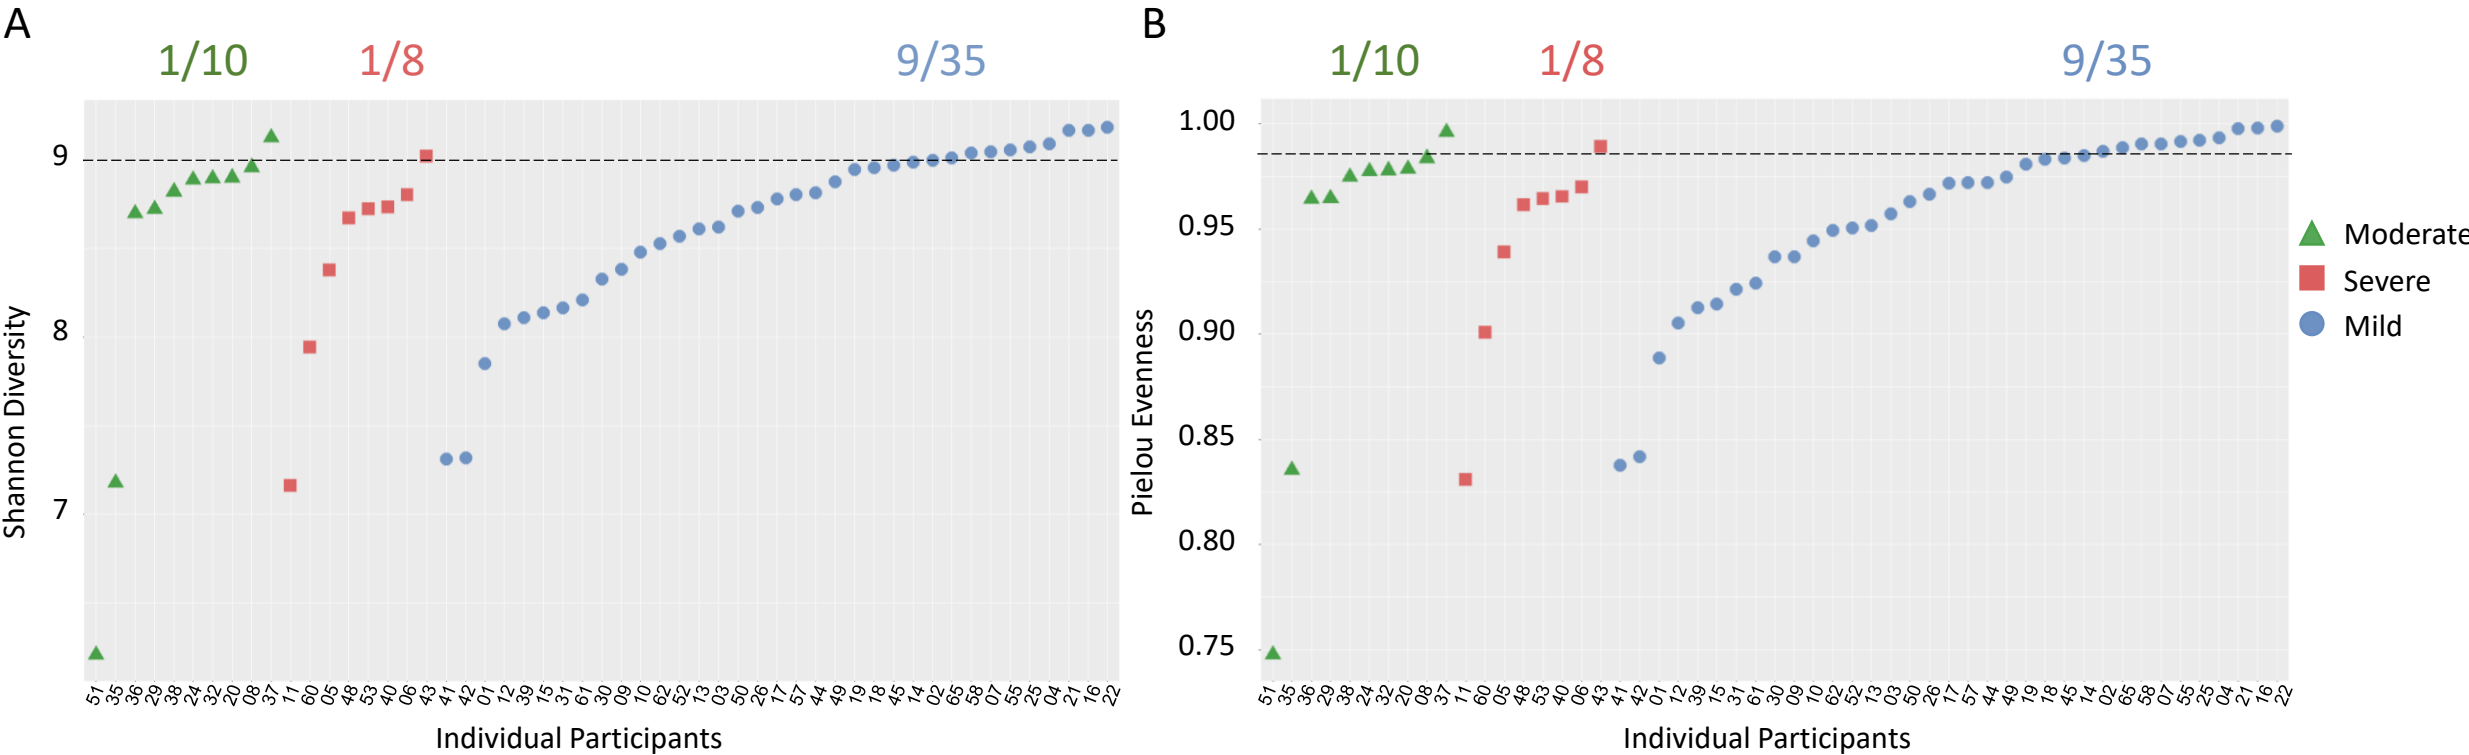 A
1/10 1/8 9/35
9
8
7
Shannon Diversity
51 35 36 29 38 24 32 20 08 37 11 60 05 48 53 40 06 43 41 42 01 12 39 15 31 61 30 09 10 62 52 13 03 50 26 17 57 44 49 19 18 45 14 02 65 58 07 55 25 04 21 16 22
Individual Participants
B
1/10 1/8 9/35
1.00
0.95
0.90
0.85
0.80
0.75
Pielou Evenness
51 35 36 29 38 24 32 20 08 37 11 60 05 48 53 40 06 43 41 42 01 12 39 15 31 61 30 09 10 62 52 13 03 50 26 17 57 44 49 19 18 45 14 02 65 58 07 55 25 04 21 16 22
Individual Participants
Moderate
Severe
Mild